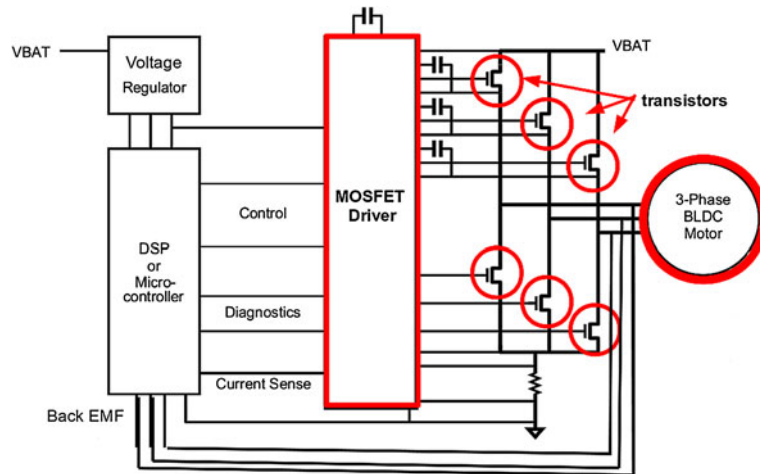 VBAT
Voltage
Regulator
VBAT
transistors
MOSFET
Driver
3-Phase
BLDC
Motor
Control
DSP
or
Micro-
controller
Diagnostics
Current Sense
Back EMF